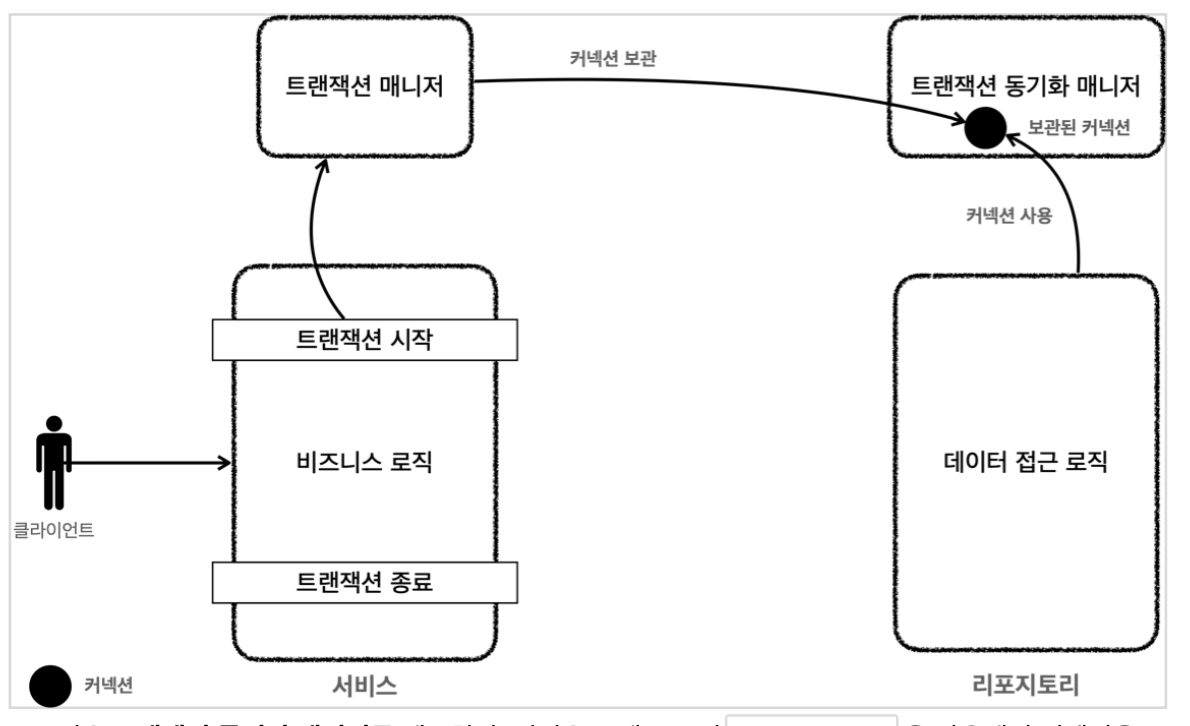 커넥션 보관
트랜잭션 매니저
트랜잭션 동기화 매니저
보관된 커넥션
커넥션 사용
트랜잭션 시작
비즈니스 로직
데이터 접근 로직
클라이언트
트랜잭션 종료
커넥션
서비스
리포지토리